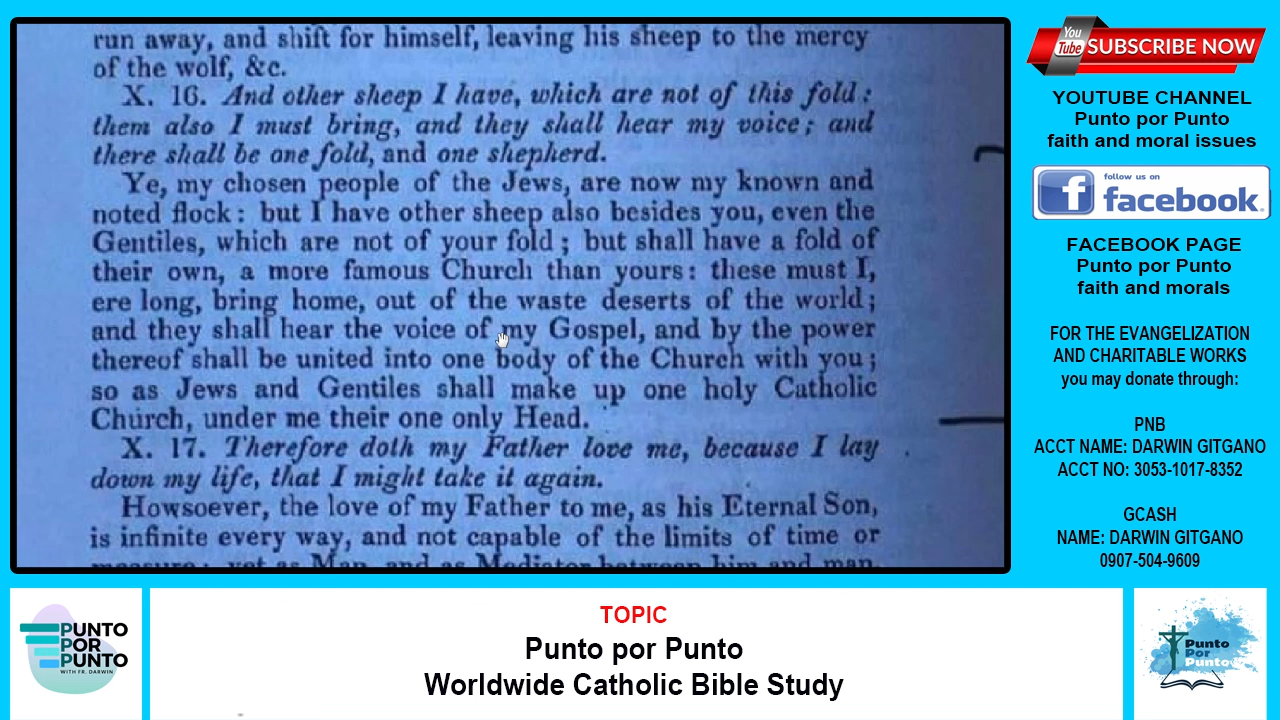 run away, and shift for himself, leaving his sheep to the mercy
of the wolf, &c.
X. 16. And other sheep I have, which are not of this fold:
them also I must bring, and they shall hear my voice; and
there shall be one fold, and one shepherd.
Ye, my chosen people of the Jews, are now my known and
noted flock: but I have other sheep also besides you, even the
Gentiles, which are not of your fold; but shall have a fold of
their own, a more famous Church than yours: these must I,
ere long, bring home, out of the waste deserts of the world;
and they shall hear the voice of my Gospel, and by the power
thereof shall be united into one body of the Church with you;
so as Jews and Gentiles shall make up one holy Catholic
Church, under me their one only Head.
X. 17. Therefore doth my Father love me, because I lay
down my life, that I might take it again.
Howsoever, the love of my Father to me, as his Eternal Son,
is infinite every way, and not capable of the limits of time or
measure: yet as Man, and as Mediator between him and man,
You Tube SUBSCRIBE NOW
YOUTUBE CHANNEL
Punto por Punto
faith and moral issues
follow us on
facebook.
FACEBOOK PAGE
Punto por Punto
faith and morals
FOR THE EVANGELIZATION
AND CHARITABLE WORKS
you may donate through:
PNB
ACCT NAME: DARWIN GITGANO
ACCT NO: 3053-1017-8352
GCASH
NAME: DARWIN GITGANO
0907-504-9609
PUNTO
POR
PUNTO
WITH FR. DARWIN
TOPIC
Punto por Punto
Worldwide Catholic Bible Study
Punto
Por
Punto